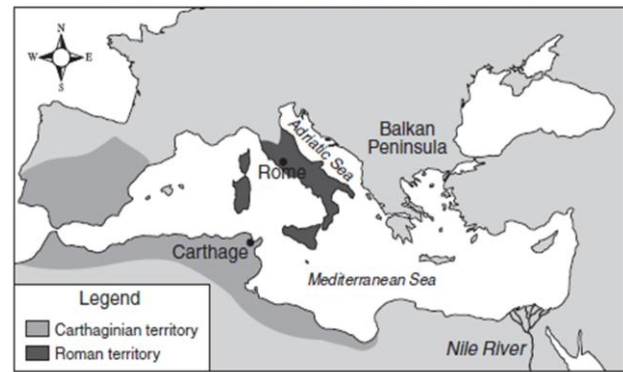 N
W E
S
Adriatic Sea
Balkan
Peninsula
Rome
Carthage
Mediterranean Sea
Legend
Carthaginian territory
Roman territory
Nile River